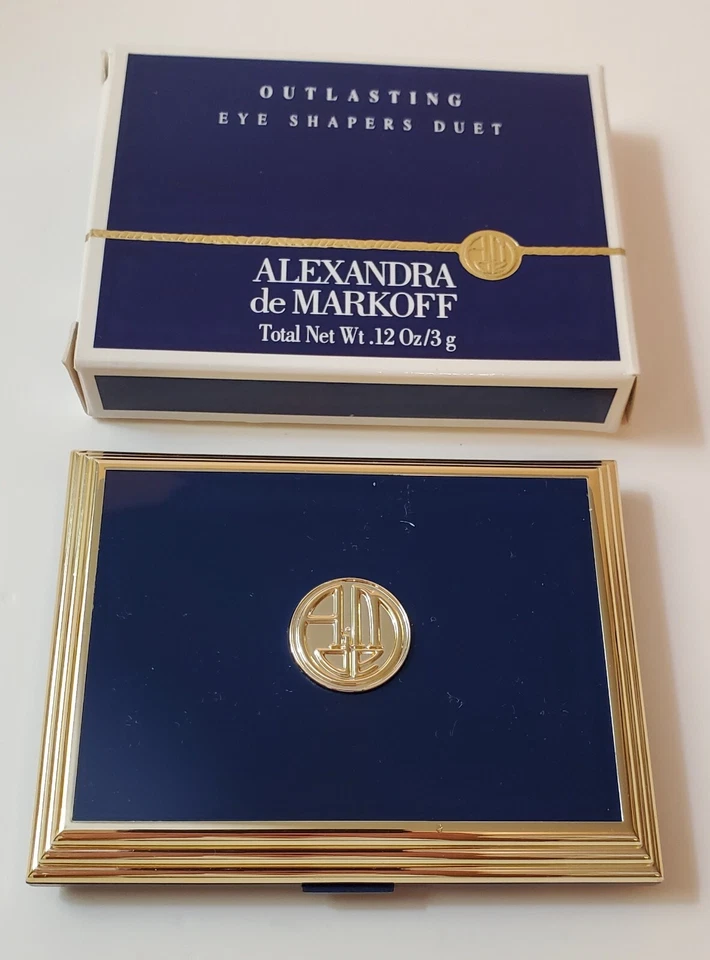 OUTLASTING
EYE SHAPERS DUET
ALEXANDRA
de MARKOFF
Total Net Wt .12 Oz/3 g